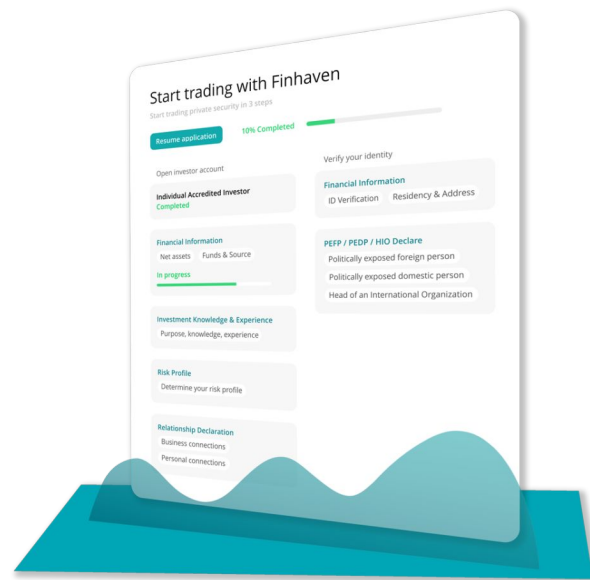 Start trading with Finhaven
Start trading private security in 3 steps
Resume application
10% Completed
Open investor account
Individual Accredited Investor
Completed
Financial Information
Net assets Funds & Source
In progress
Investment Knowledge & Experience
Purpose, knowledge, experience
Risk Profile
Determine your risk profile
Relationship Declaration
Business connections
Personal connections
Verify your identity
Financial Information
ID Verification Residency & Address
PEFP / PEDP / HIO Declare
Politically exposed foreign person
Politically exposed domestic person
Head of an International Organization